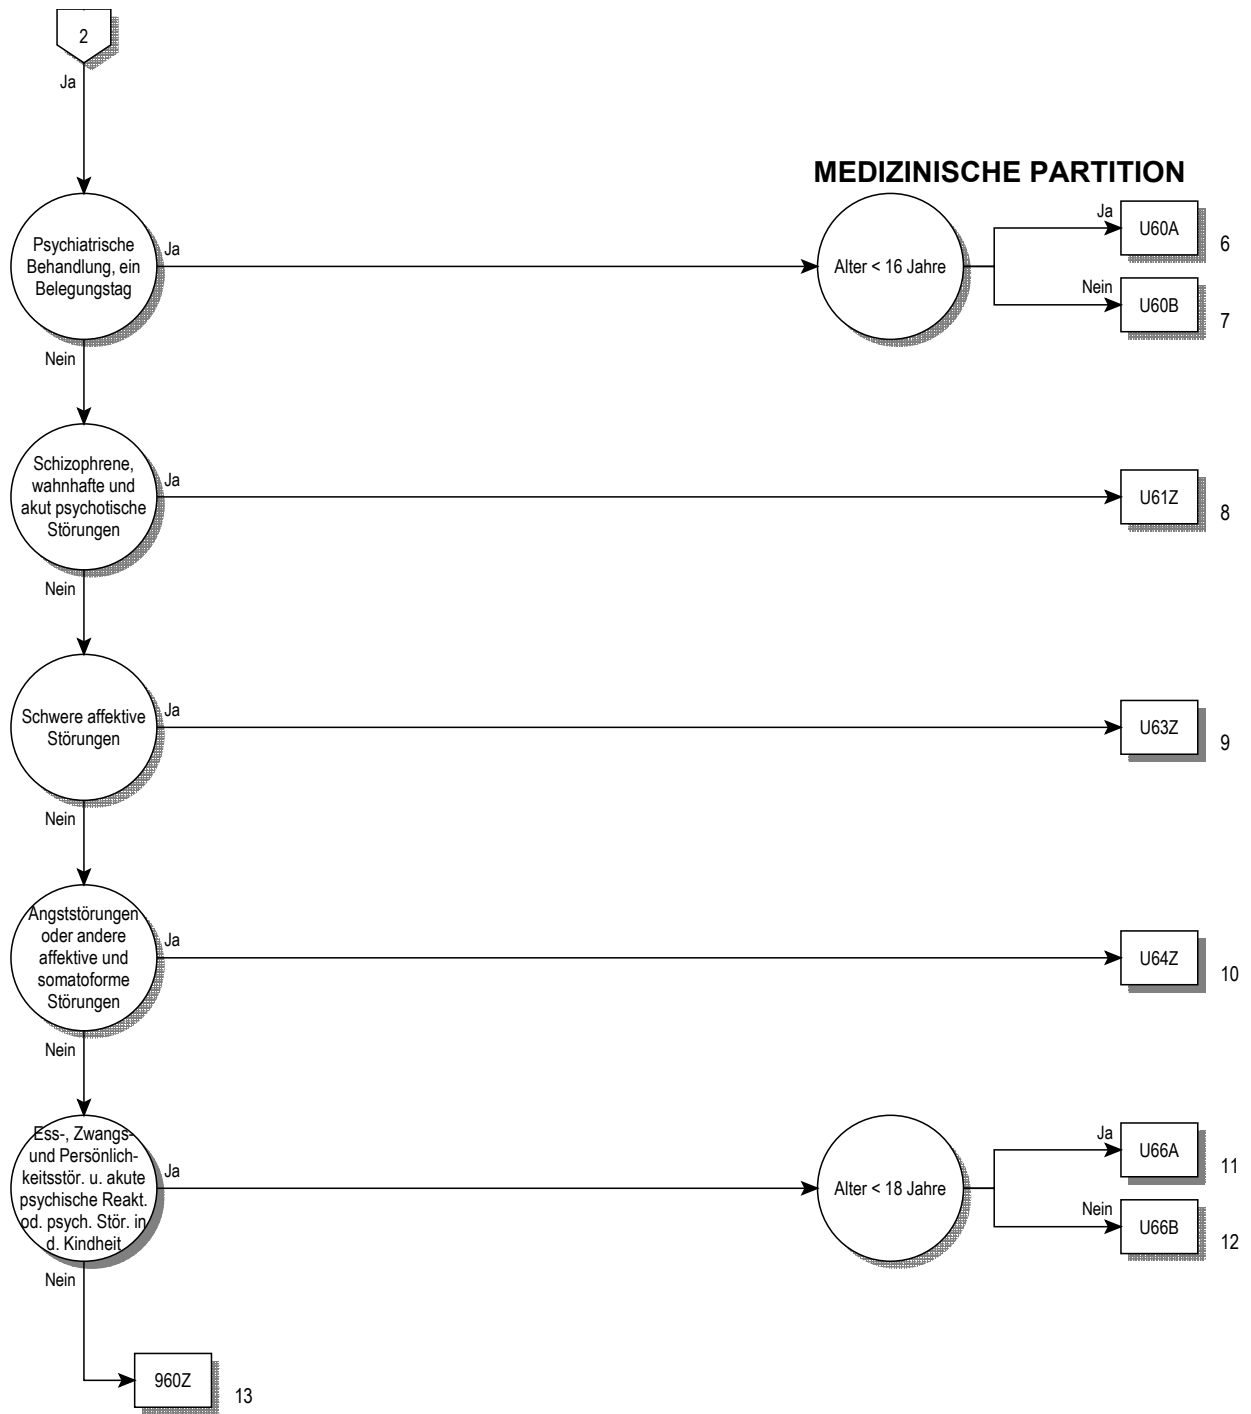 2
Ja
MEDIZINISCHE PARTITION
Psychiatrische
Behandlung, ein
Belegungstag
Ja
Alter < 16 Jahre
Ja
U60A
6
Nein
U60B
7
Nein
Schizophrene,
wahnhafte und
akut psychotische
Störungen
Ja
U61Z
8
Nein
Schwere affektive
Störungen
Ja
U63Z
9
Nein
Angststörungen
oder andere
affektive und
somatoforme
Störungen
Ja
U64Z
10
Nein
Ess-, Zwangs-
und Persönlich-
keitsstör. u. akute
psychische Reakt.
od. psych. Stör. in
d. Kindheit
Ja
Alter < 18 Jahre
Ja
U66A
11
Nein
U66B
12
Nein
960Z
13